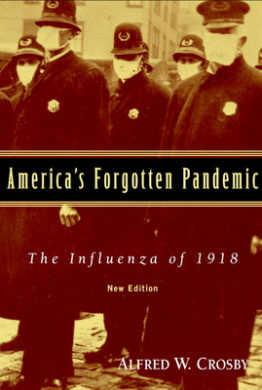 America's Forgotten Pandemic
The Influenza of 1918
New Edition
ALFRED W. CROSBY